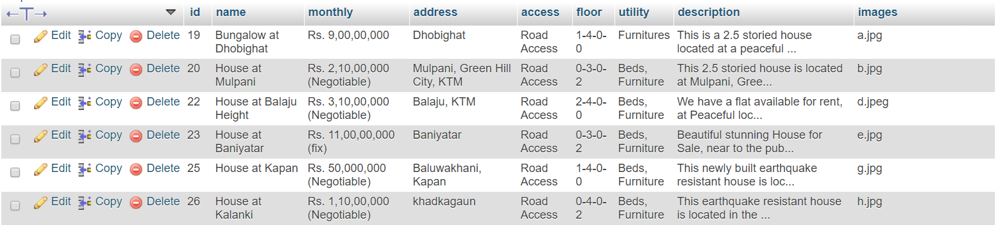 id name monthly address access floor utility description images
Edit Copy Delete 19 Bungalow at Rs. 9,00,00,000 Dhobighat Road 1-4-0- Furnitures This is a 2.5 storied house a.jpg
Dhobighat Access 0 located at a peaceful ...
Edit Copy Delete 20 House at Rs. 2,10,00,000 Mulpani, Green Hill Road 0-3-0- Beds, This 2.5 storied house is located b.jpg
Mulpani (Negotiable) City, KTM Access 2 Furniture at Mulpani, Gree...
Edit Copy Delete 22 House at Balaju Rs. 3,10,00,000 Balaju, KTM Road 2-4-0- Beds, We have a flat available for rent, d.jpeg
Height (Negotiable) Access 0 Furniture at Peaceful loc...
Edit Copy Delete 23 House at Rs. 11,00,00,000 Baniyatar Road 0-3-0- Beds, Beautiful stunning House for e.jpg
Baniyatar (fix) Access 2 Furniture Sale, near to the pub...
Edit Copy Delete 25 House at Kapan Rs. 50,000,000 Baluwakhani, Road 1-4-0- Beds, This newly built earthquake g.jpg
(Negotiable) Kapan Access 0 Furniture resistant house is loc...
Edit Copy Delete 26 House at Rs. 1,10,00,000 khadkagaun Road 0-4-0- Beds, This earthquake resistant house h.jpg
Kalanki (Negotiable) Access 2 Furniture is located in the ...